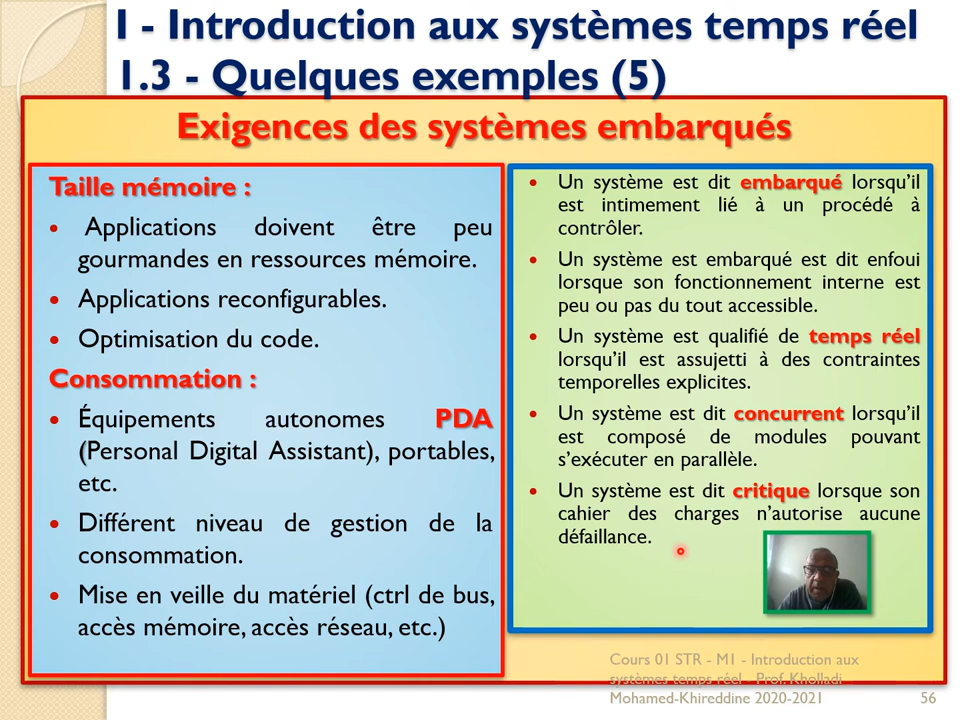 I - Introduction aux systèmes temps réel
1.3 - Quelques exemples (5)
Exigences des systèmes embarqués
Taille mémoire :
• Applications doivent être peu
gourmandes en ressources mémoire.
• Applications reconfigurables.
• Optimisation du code.
Consommation :
• Équipements autonomes PDA
(Personal Digital Assistant), portables,
etc.
• Différent niveau de gestion de la
consommation.
• Mise en veille du matériel (ctrl de bus,
accès mémoire, accès réseau, etc.)
• Un système est dit embarqué lorsqu'il
est intimement lié à un procédé à
contrôler.
• Un système est embarqué est dit enfoui
lorsque son fonctionnement interne est
peu ou pas du tout accessible.
• Un système est qualifié de temps réel
lorsqu'il est assujetti à des contraintes
temporelles explicites.
• Un système est dit concurrent lorsqu'il
est composé de modules pouvant
s'exécuter en parallèle.
• Un système est dit critique lorsque son
cahier des charges n'autorise aucune
défaillance.
Cours 01 STR - M1 - Introduction aux
systèmes temps réel - Prof. Kholladi
Mohamed-Khireddine 2020-2021
56